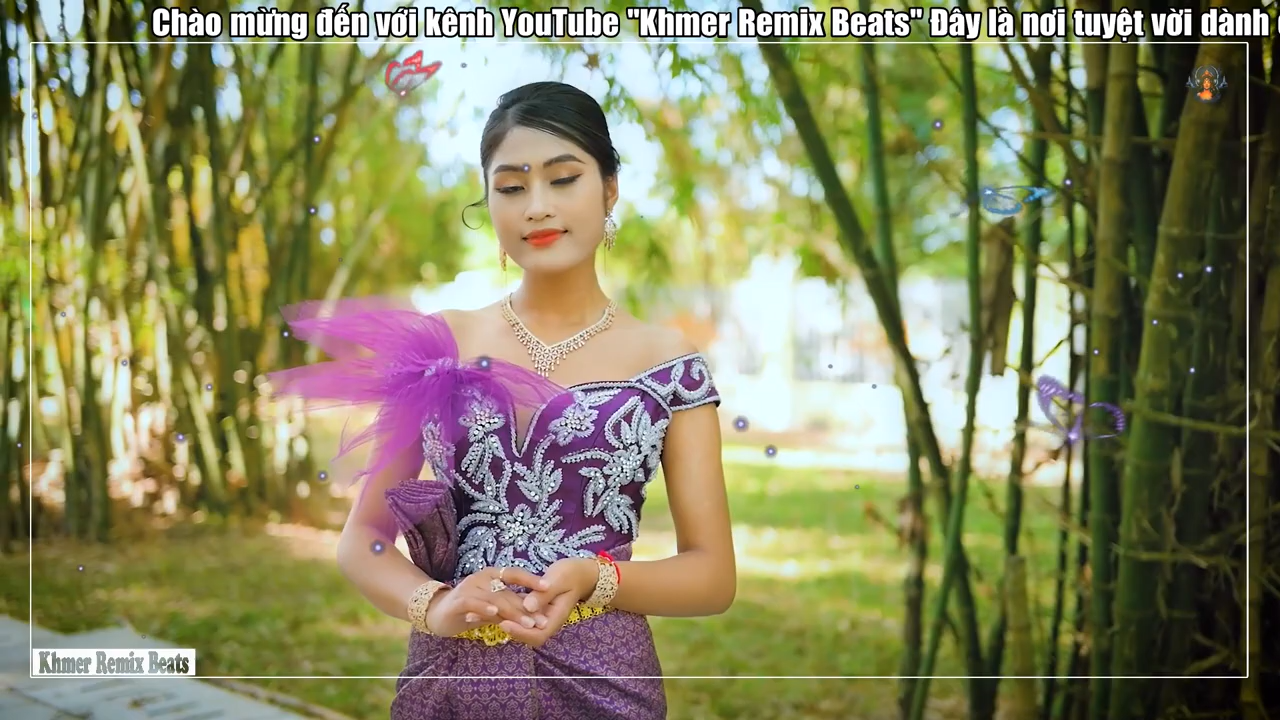 Chào mừng đến với kênh YouTube "Khmer Remix Beats" Đây là nơi tuyệt vời dành
Khmer Remix Beats